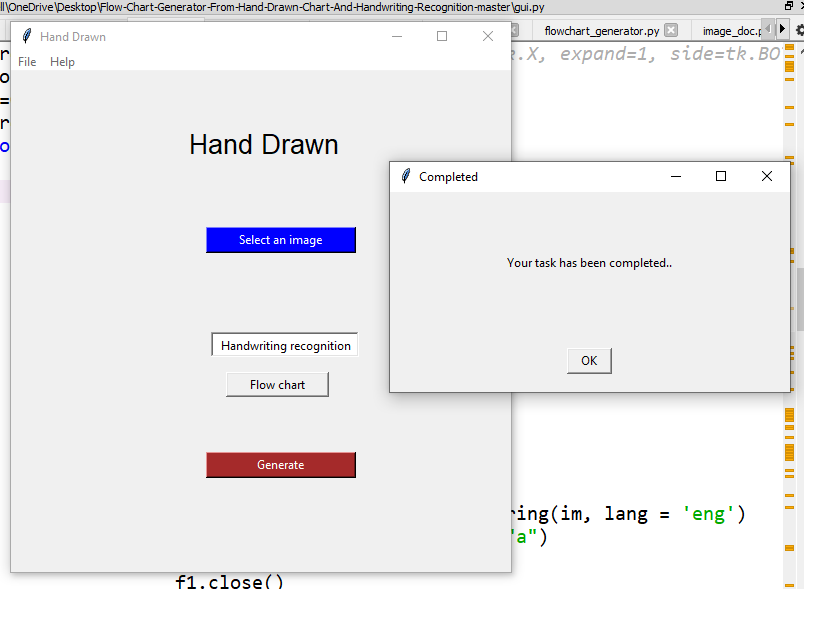 ll\OneDrive\Desktop\Flow-Chart-Generator-From-Hand-Drawn-Chart-And-Handwriting-Recognition-master\gui.py
flowchart_generator.py
image_doc.p
Hand Drawn
File Help
k.X, expand=1, side=tk.BOT
r
o
=
r
o
Hand Drawn
Select an image
Handwriting recognition
Flow chart
Generate
Completed
Your task has been completed..
OK
ring(im, lang = 'eng')
"a")
f1.close()